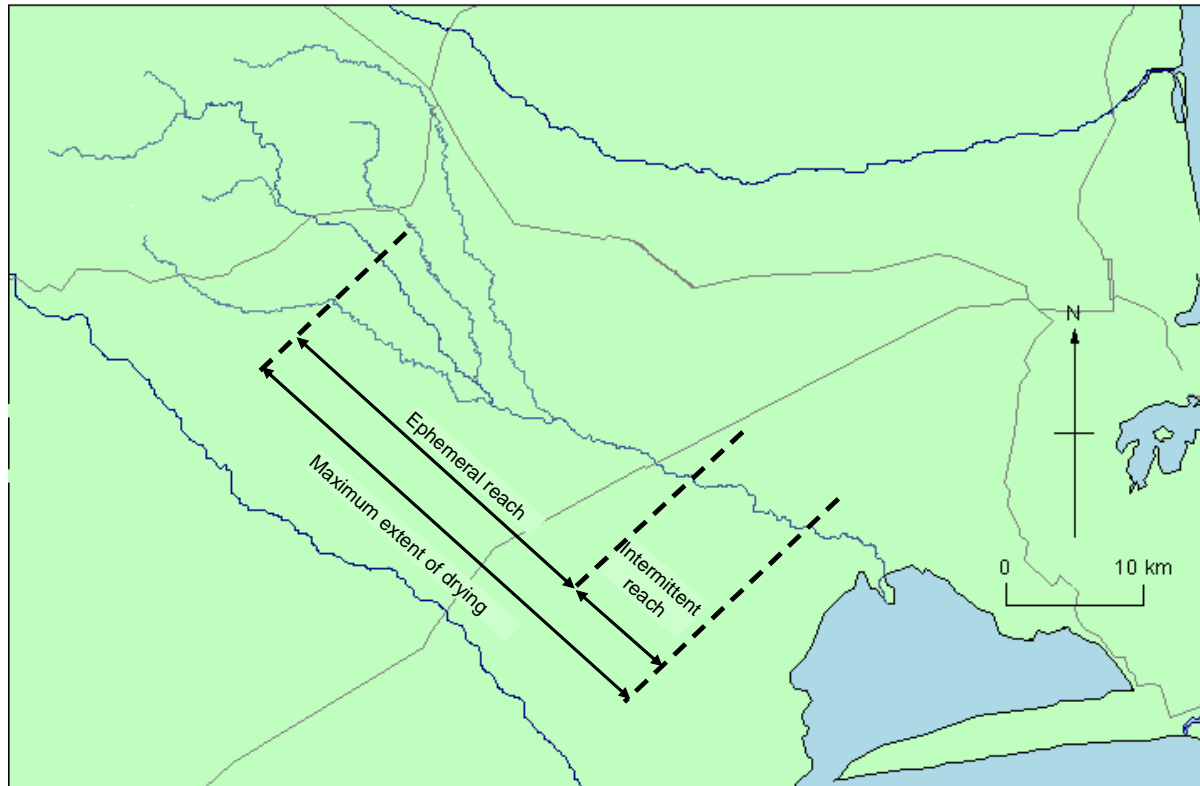 N
0 10 km
Ephemeral reach
Maximum extent of drying
Intermittent
reach